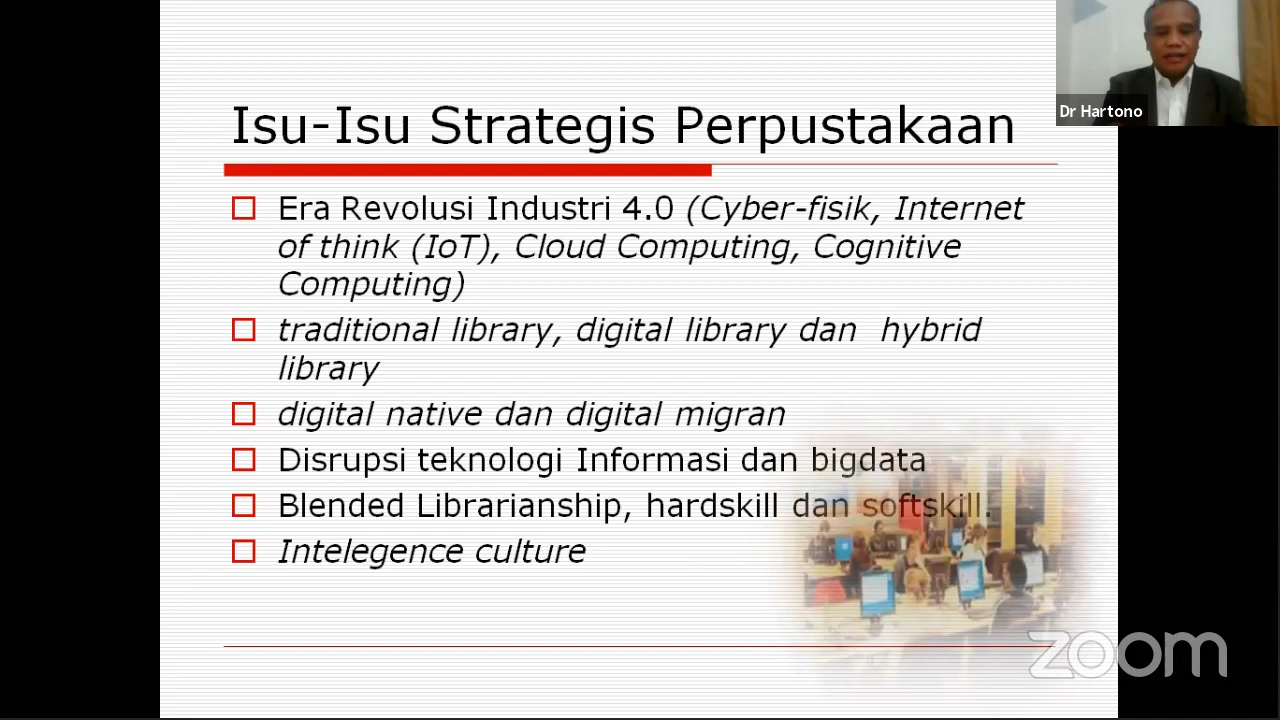 Isu-Isu Strategis Perpustakaan
Era Revolusi Industri 4.0 (Cyber-fisik, Internet
of think (IoT), Cloud Computing, Cognitive
Computing)
traditional library, digital library dan hybrid
library
digital native dan digital migran
Disrupsi teknologi Informasi dan bigdata
Blended Librarianship, hardskill dan softskill.
Intelegence culture
Dr Hartono
zoom